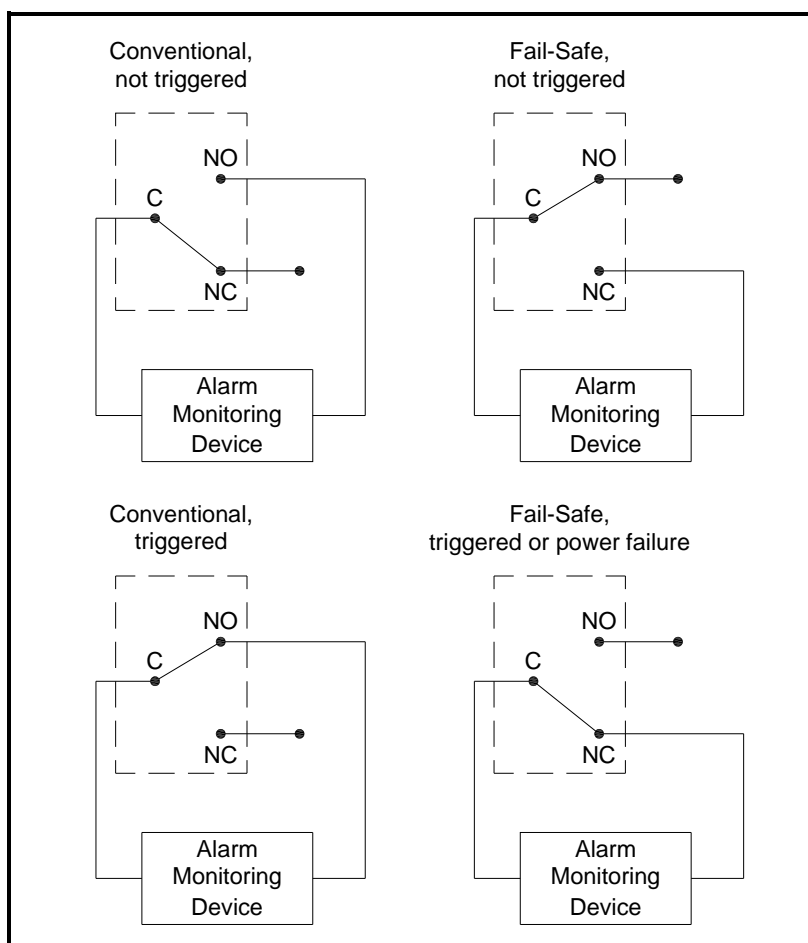 Conventional,
not triggered
NO
C
NC
Alarm
Monitoring
Device
Fail-Safe,
not triggered
NO
C
NC
Alarm
Monitoring
Device
Conventional,
triggered
NO
C
NC
Alarm
Monitoring
Device
Fail-Safe,
triggered or power failure
NO
C
NC
Alarm
Monitoring
Device